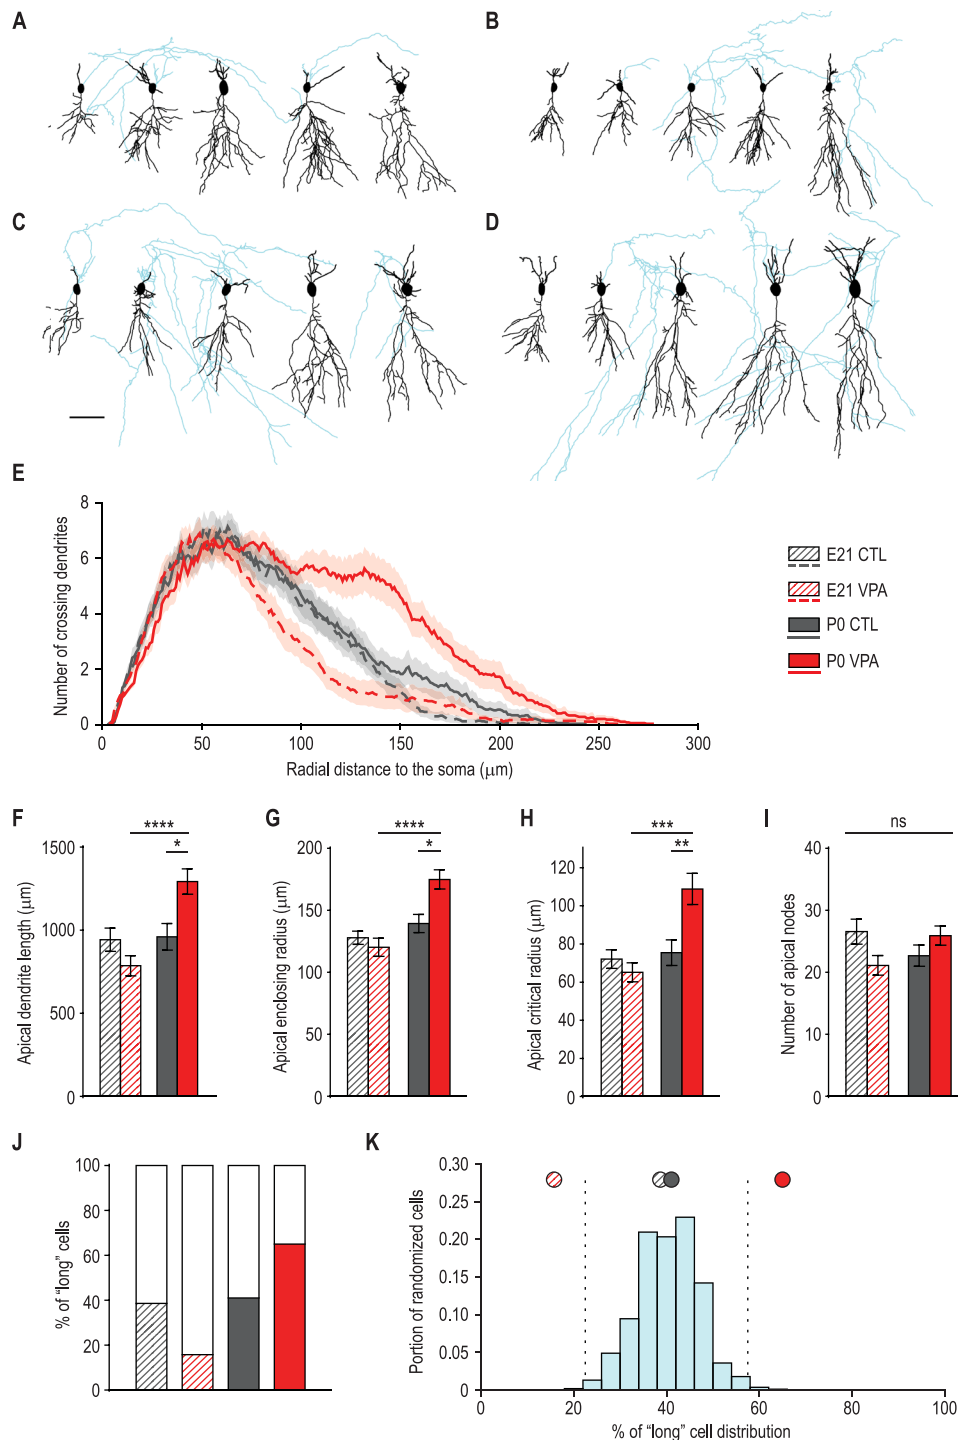 A
B
C
D
E
8
6
4
2
0
Number of crossing dendrites
0 50 100 150 200 250 300
Radial distance to the soma (μm)
E21 CTL
E21 VPA
P0 CTL
P0 VPA
F
****
*
1500
1000
500
0
Apical dendrite length (μm)
G
****
*
200
150
100
50
0
Apical enclosing radius (μm)
H
***
**
120
100
80
60
40
20
0
Apical critical radius (μm)
I
ns
40
30
20
10
0
Number of apical nodes
J
100
80
60
40
20
0
% of “long” cells
K
0.30
0.25
0.20
0.15
0.10
0.05
0
Portion of randomized cells
0 20 40 60 80 100
% of “long” cell distribution